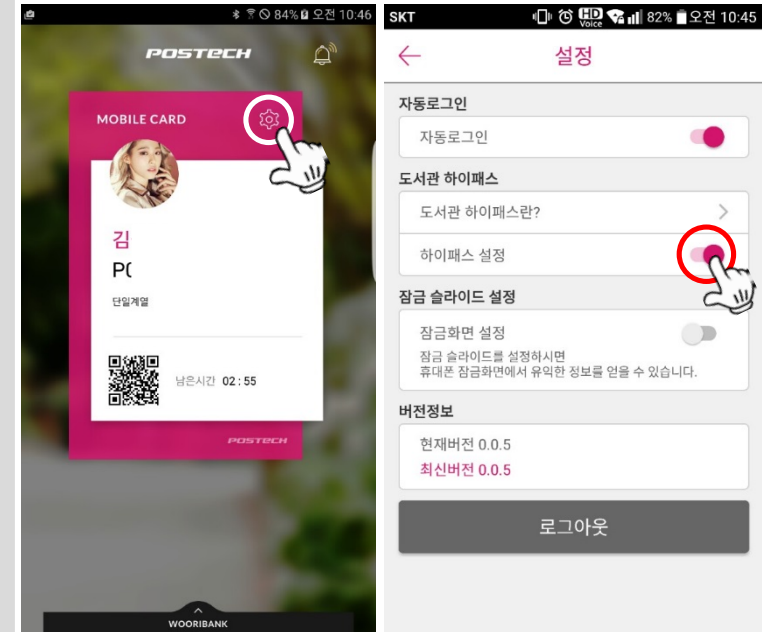 84% 오전 10:46
POSTECH
MOBILE CARD
김
P(
단일계열
남은시간 02:55
POSTECH
WOORIBANK
SKT HD Voice 82% 오전 10:45
설정
자동로그인
자동로그인
도서관 하이패스
도서관 하이패스란?
하이패스 설정
잠금 슬라이드 설정
잠금화면 설정
잠금 슬라이드를 설정하시면
휴대폰 잠금화면에서 유익한 정보를 얻을 수 있습니다.
버전정보
현재버전 0.0.5
최신버전 0.0.5
로그아웃